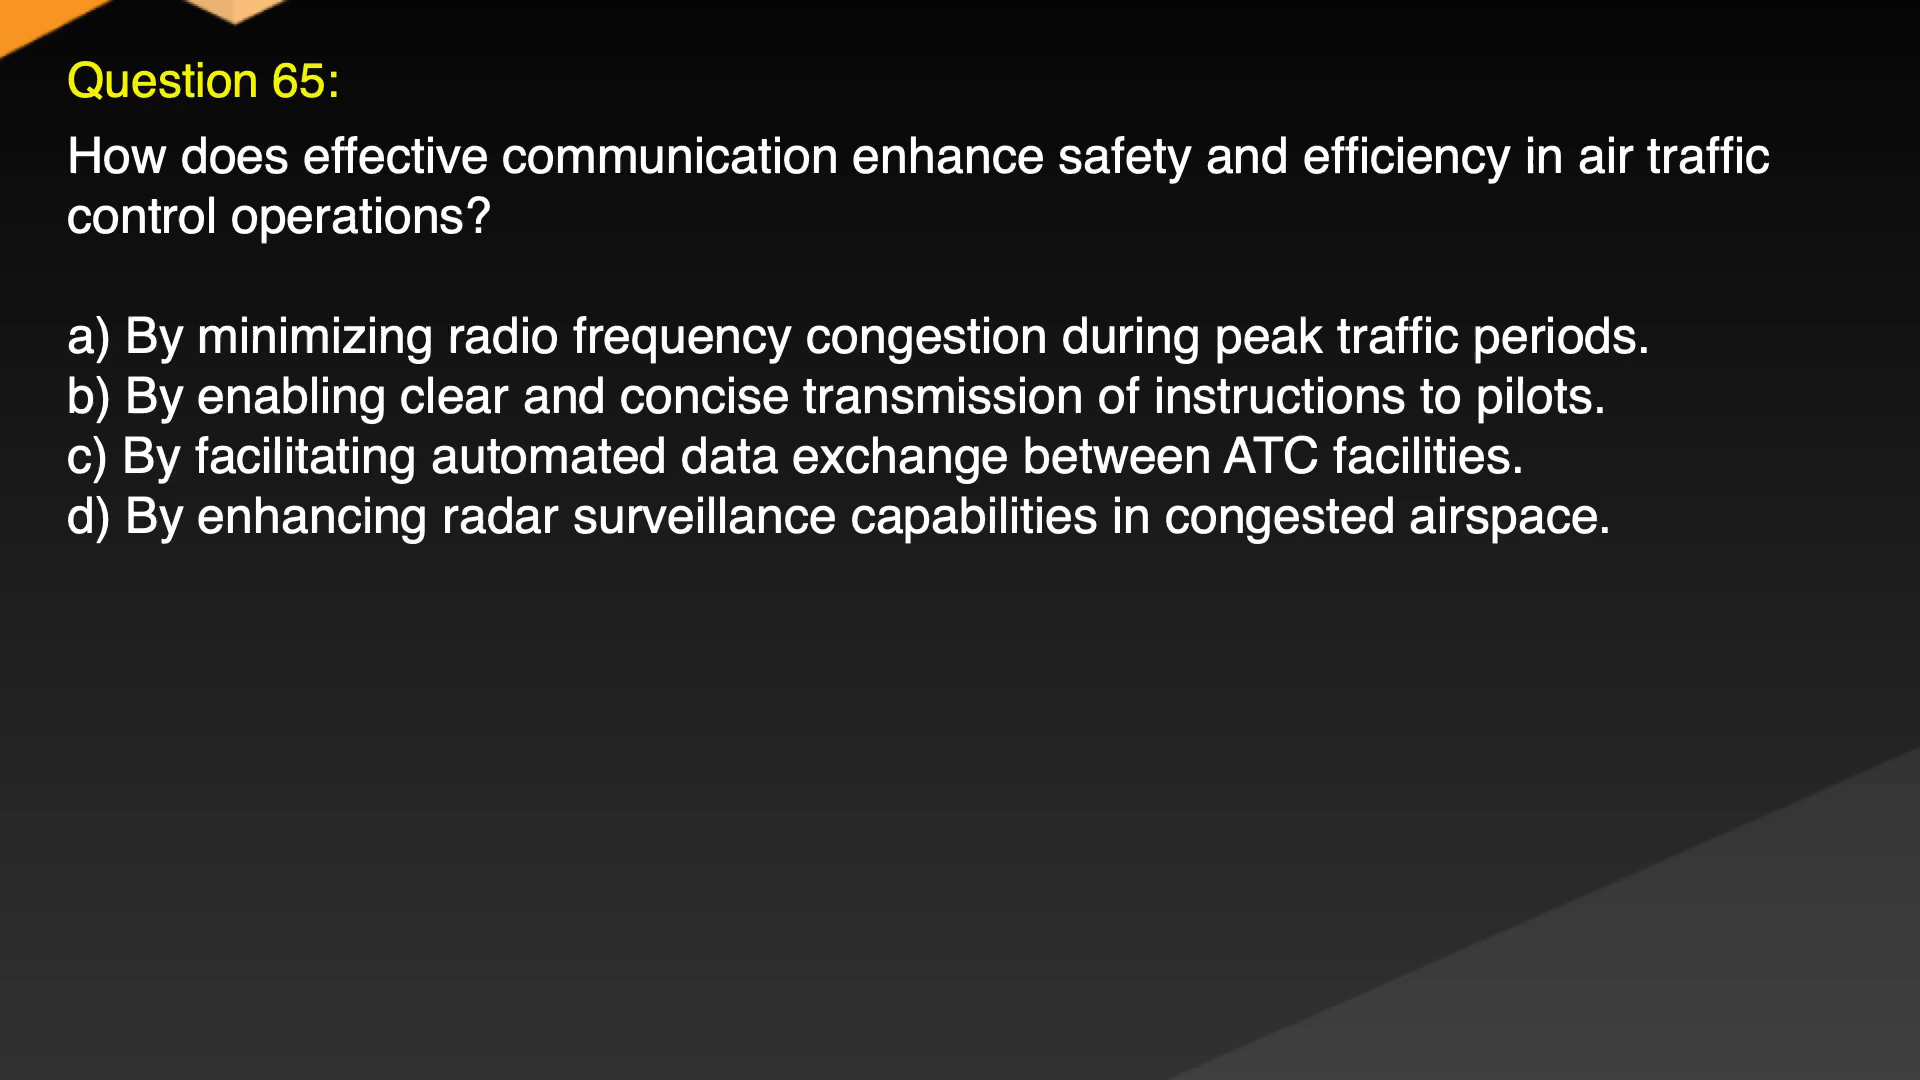 Question 65:
How does effective communication enhance safety and efficiency in air traffic
control operations?
a) By minimizing radio frequency congestion during peak traffic periods.
b) By enabling clear and concise transmission of instructions to pilots.
c) By facilitating automated data exchange between ATC facilities.
d) By enhancing radar surveillance capabilities in congested airspace.